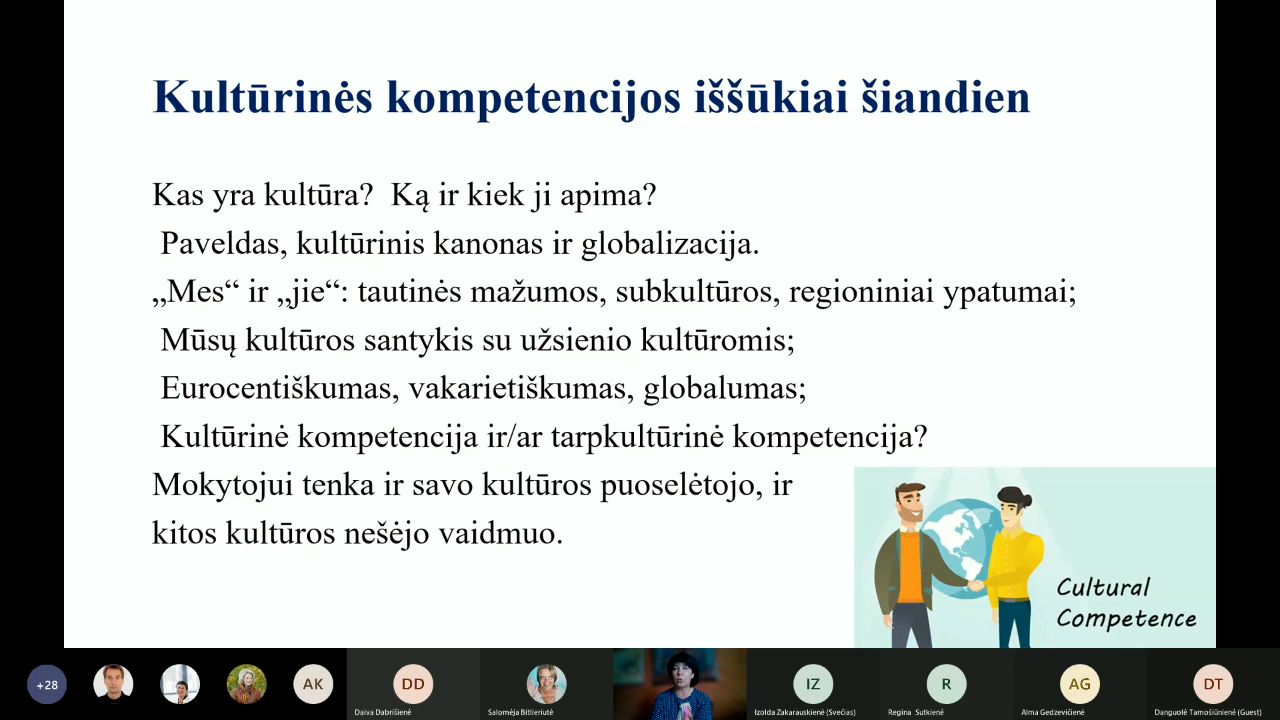 Kultūrinės kompetencijos iššūkiai šiandien
Kas yra kultūra? Ką ir kiek ji apima?
Paveldas, kultūrinis kanonas ir globalizacija.
„Mes“ ir „jie“: tautinės mažumos, subkultūros, regioniniai ypatumai;
Mūsų kultūros santykis su užsienio kultūromis;
Eurocentiškumas, vakarietiškumas, globalumas;
Kultūrinė kompetencija ir/ar tarpkultūrinė kompetencija?
Mokytojui tenka ir savo kultūros puoselėtojo, ir
kitos kultūros nešėjo vaidmuo.
Cultural
Competence
+28
AK
DD
IZ
R
AG
DT
Daiva Dabrišienė
Salomėja Bitlieriutė
Izolda Zakarauskienė (Svečias)
Regina Sutkienė
Alma Gedzevičienė
Danguolė Tamošiūnienė (Guest)